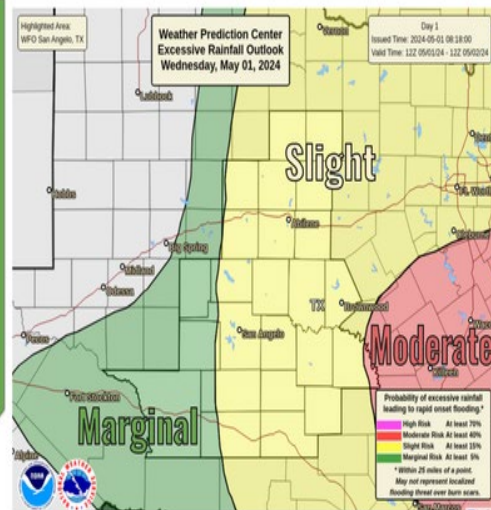 Highlighted Area:
WFO San Angelo, TX
Weather Prediction Center
Excessive Rainfall Outlook
Wednesday, May 01, 2024
Day 1
Issued Time: 2024-05-01 08:18:00
Valid Time: 12Z 05/01/24 - 12Z 05/02/24
Vernon
Lubbock
Slight
Hobbs
Ft. Worth
Abilene
Cleburne
Big Spring
Midland
Odessa
TX
Brownwood
San Angelo
Pecos
Moderate
Waco
Killeen
Fort Stockton
Marginal
Alpine
Probability of excessive rainfall
leading to rapid onset flooding.*
High Risk At least 70%
Moderate Risk At least 40%
Slight Risk At least 15%
Marginal Risk At least 5%
* Within 25 miles of a point.
May not represent localized
flooding threat over burn scars.
NOAA
San Marcos